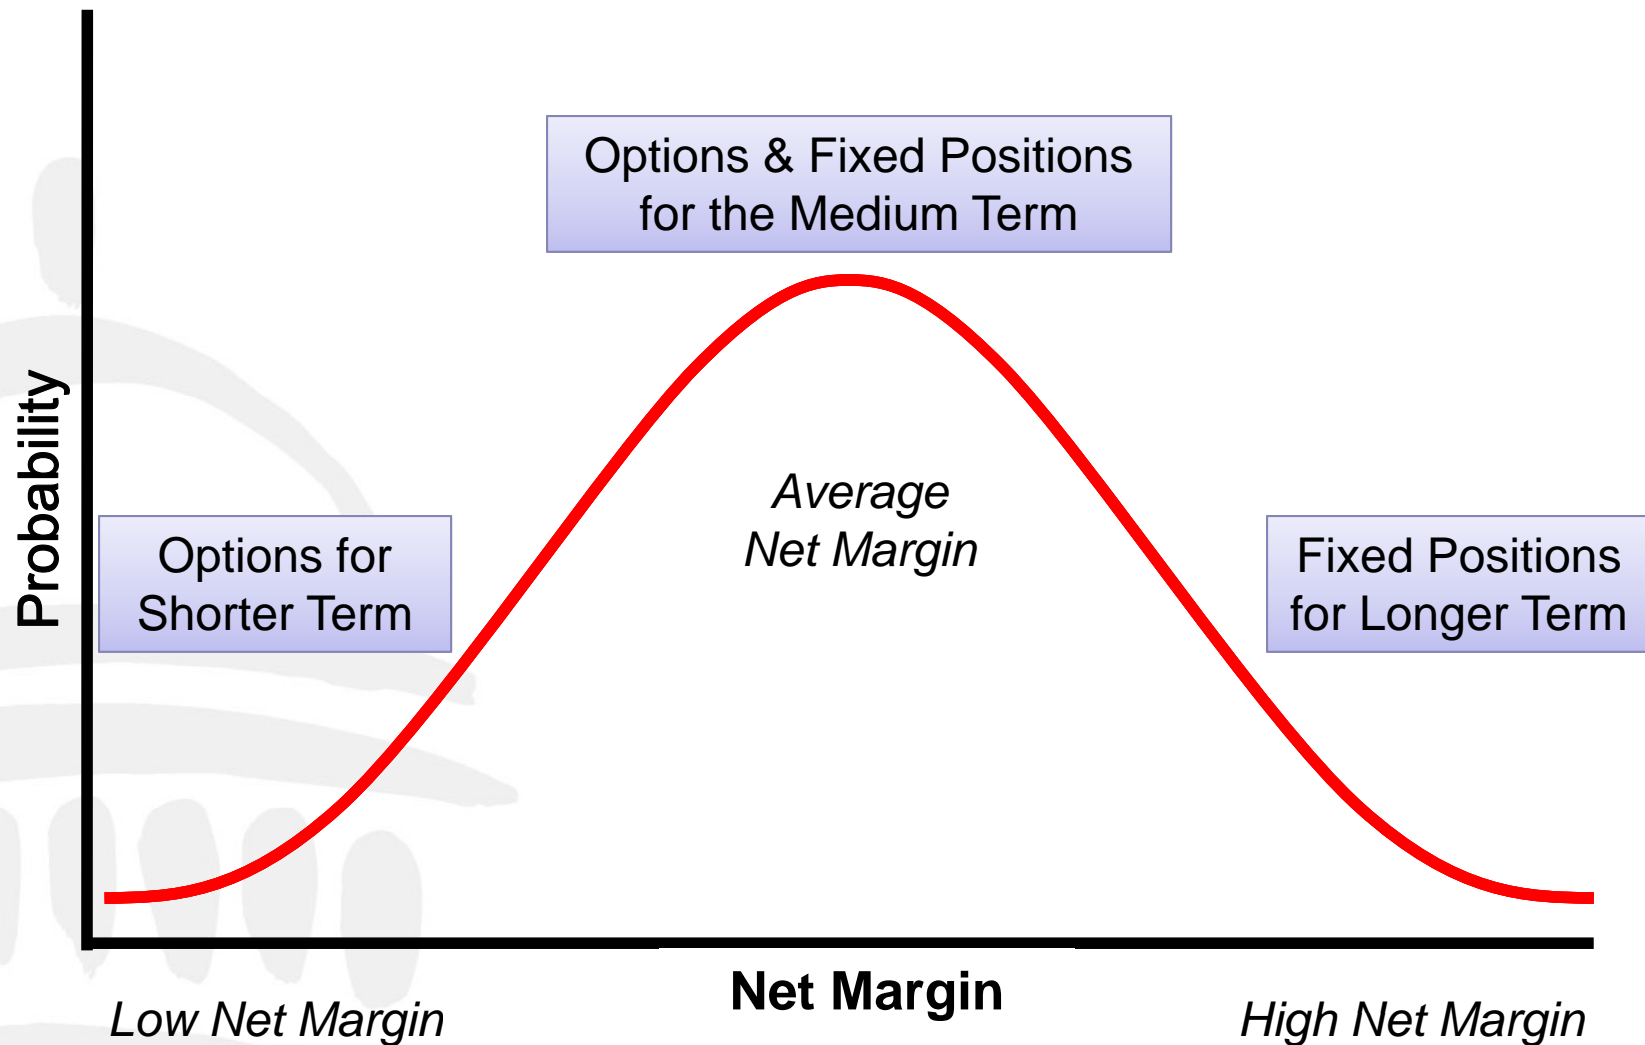 Options & Fixed Positions
for the Medium Term
Probability
Average
Net Margin
Options for
Shorter Term
Fixed Positions
for Longer Term
Net Margin
Low Net Margin
High Net Margin